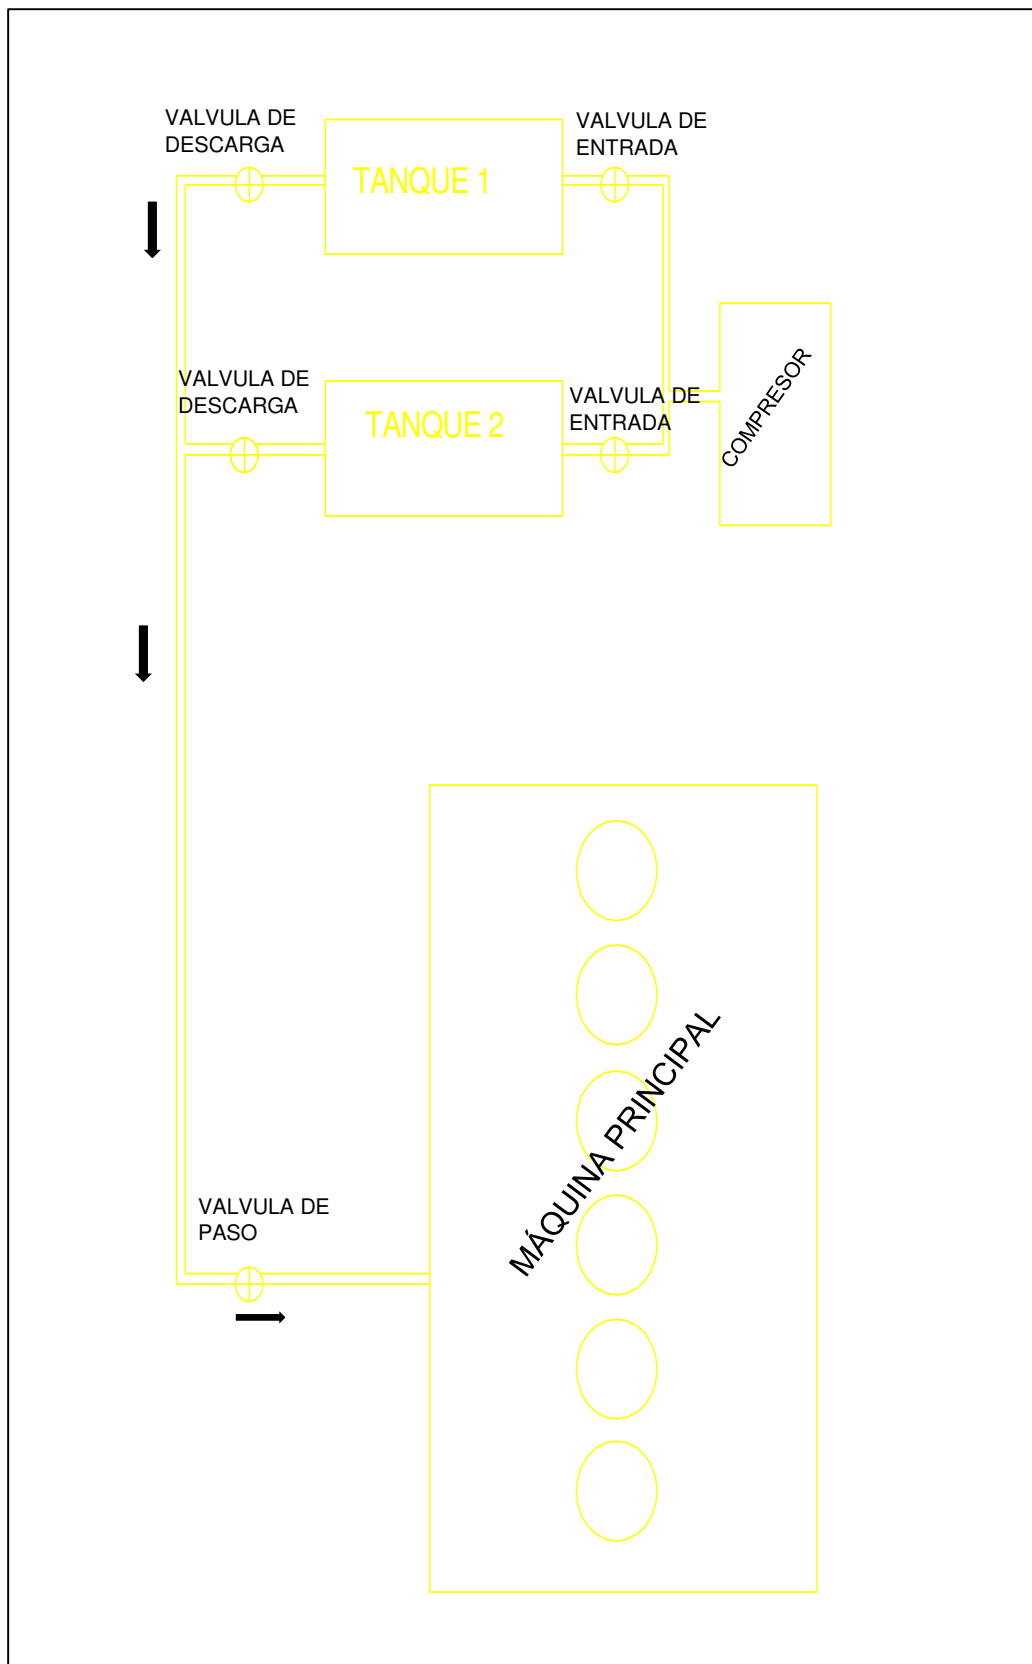 VALVULA DE
DESCARGA
TANQUE 1
VALVULA DE
ENTRADA
VALVULA DE
DESCARGA
TANQUE 2
VALVULA DE
ENTRADA
COMPRESOR
MÁQUINA PRINCIPAL
VALVULA DE
PASO